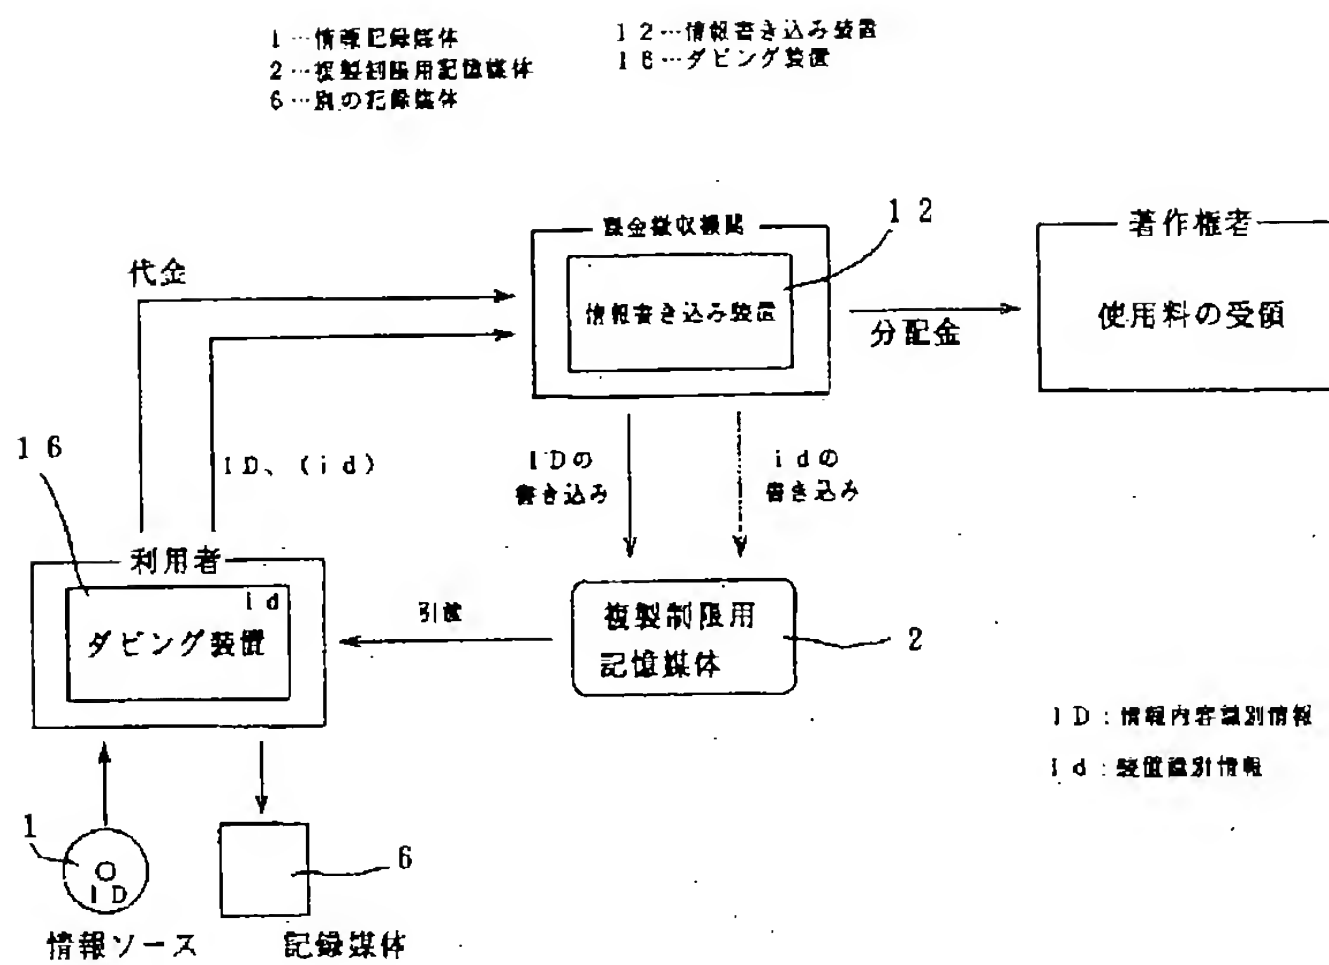 1…情報記録媒体
2…複製制限用記憶媒体
6…別の記録媒体
12…情報書き込み装置
16…ダビング装置
課金徴収機関
12
著作権者
代金
情報書き込み装置
分配金
使用料の受領
16
ID、(id)
IDの
書き込み
idの
書き込み
利用者
id
ダビング装置
引渡
複製制限用
記憶媒体
2
ID:情報内容識別情報
id:装置識別情報
1
ID
6
情報ソース
記録媒体